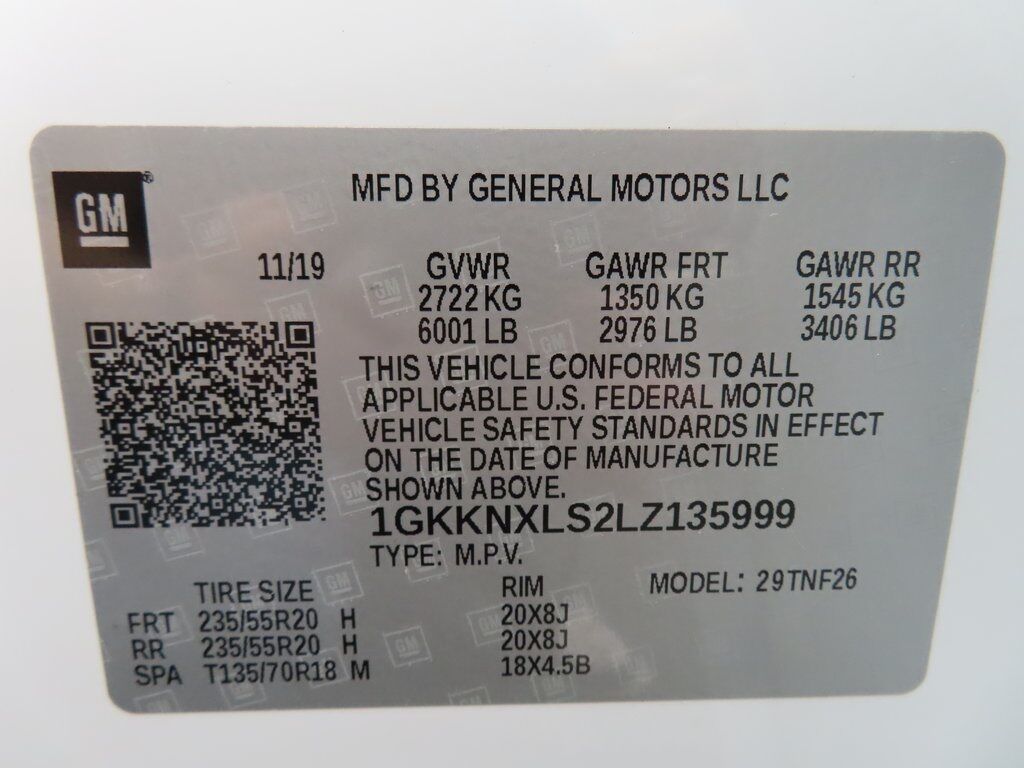 GM ®
MFD BY GENERAL MOTORS LLC
11/19 GVWR GAWR FRT GAWR RR
2722 KG 1350 KG 1545 KG
6001 LB 2976 LB 3406 LB
THIS VEHICLE CONFORMS TO ALL
APPLICABLE U.S. FEDERAL MOTOR
VEHICLE SAFETY STANDARDS IN EFFECT
ON THE DATE OF MANUFACTURE
SHOWN ABOVE.
1GKKNXLS2LZ135999
TYPE: M.P.V.
TIRE SIZE RIM MODEL: 29TNF26
FRT 235/55R20 H 20X8J
RR 235/55R20 H 20X8J
SPA T135/70R18 M 18X4.5B